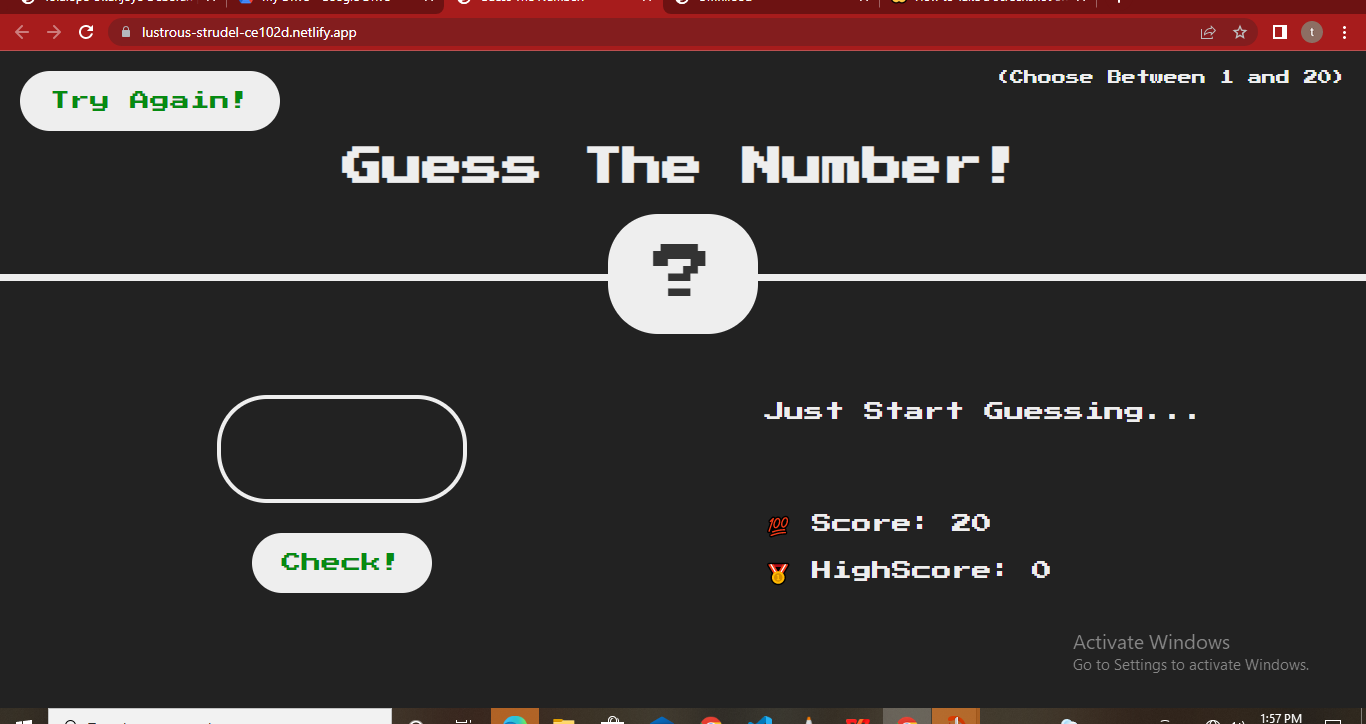 lustrous-strudel-ce102d.netlify.app
t
Try Again!
(Choose Between 1 and 20)
Guess The Number!
?
Just Start Guessing...
Check!
💯 Score: 20
🥇 HighScore: 0
Activate Windows
Go to Settings to activate Windows.
1:57 PM